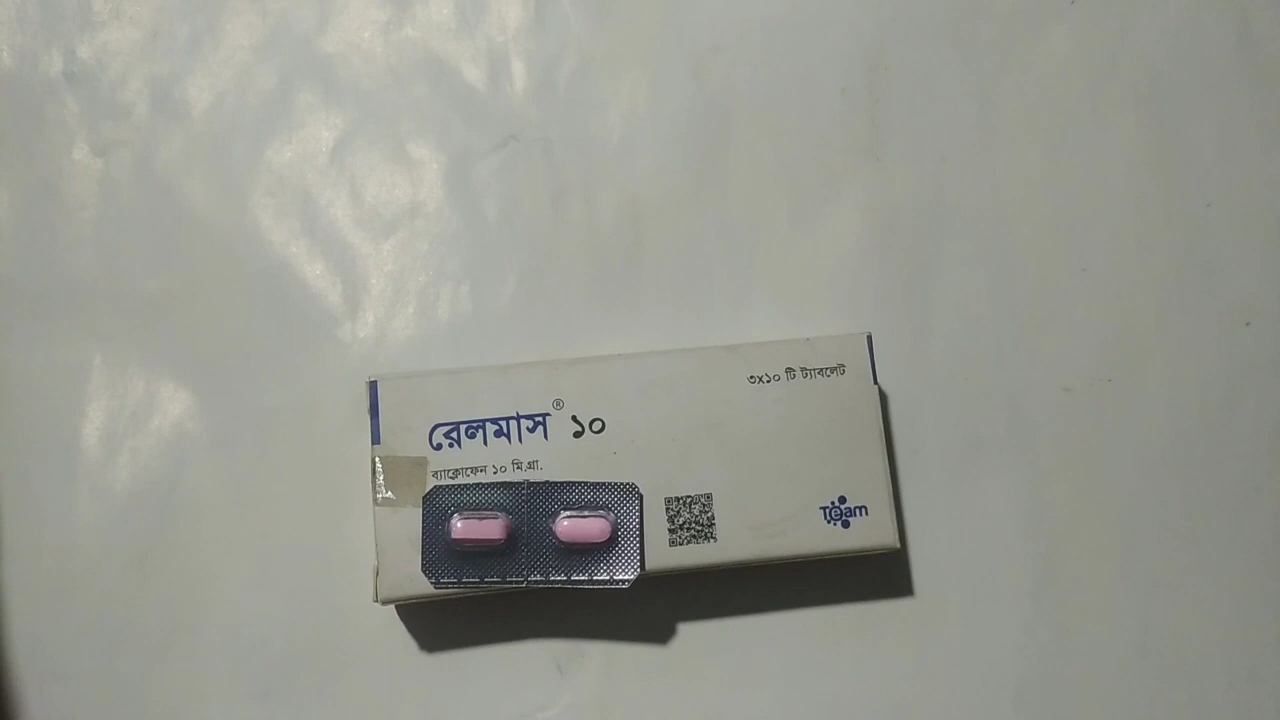 ৩x১০ টি ট্যাবলেট
রেলমাস® ১০
ব্যাক্লোফেন ১০ মি.গ্রা.
Team